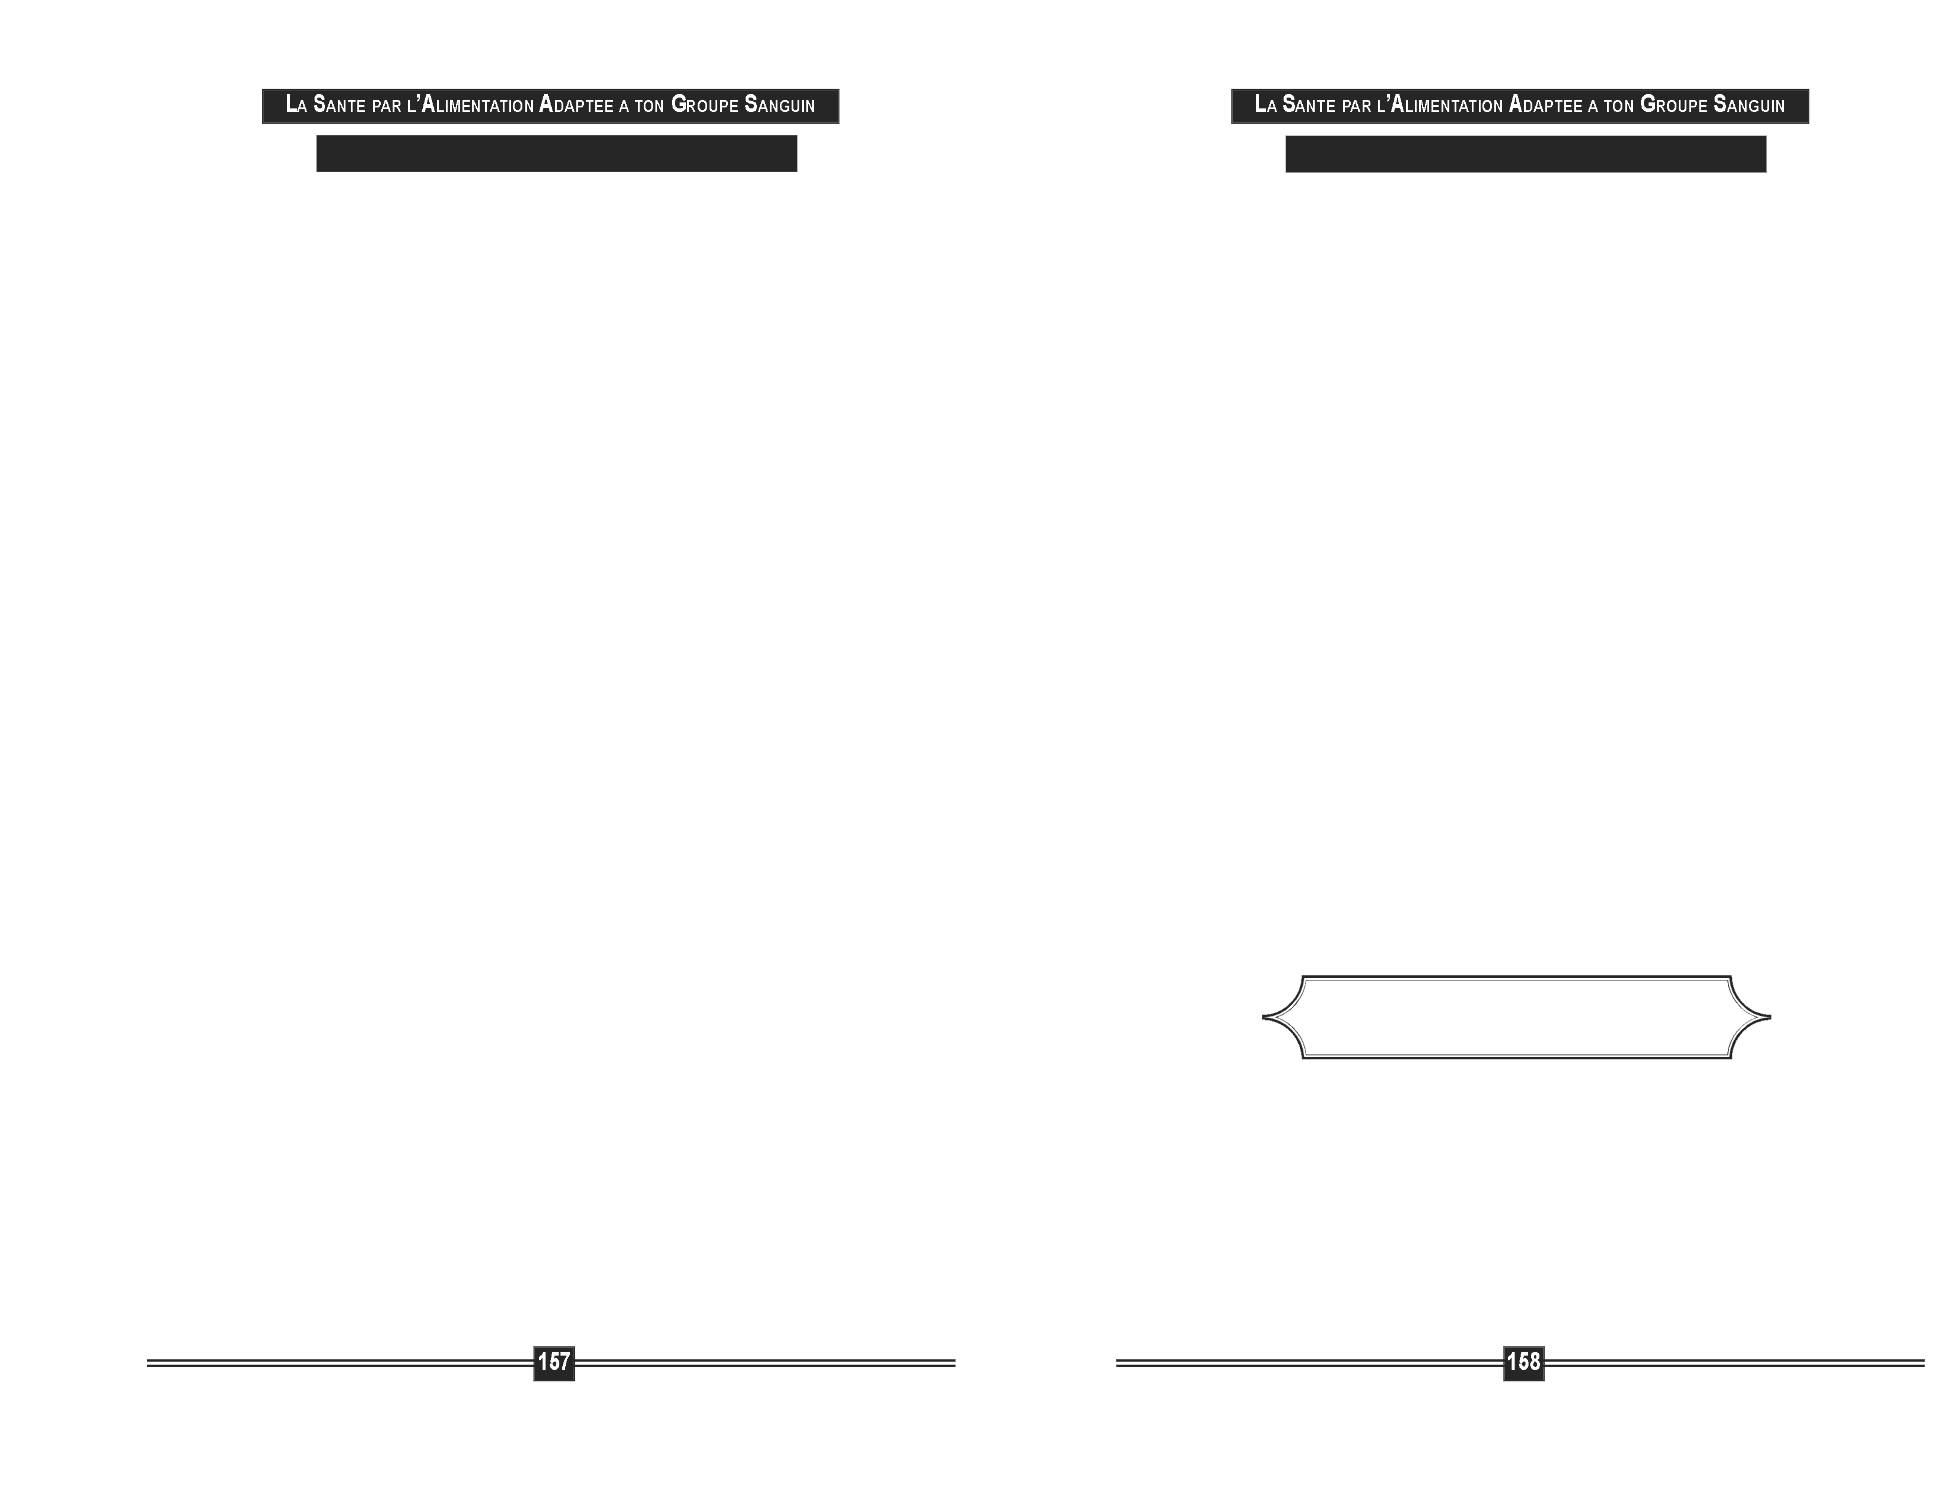 La Sante par l’Alimentation Adaptee a ton Groupe Sanguin
157
La Sante par l’Alimentation Adaptee a ton Groupe Sanguin
158